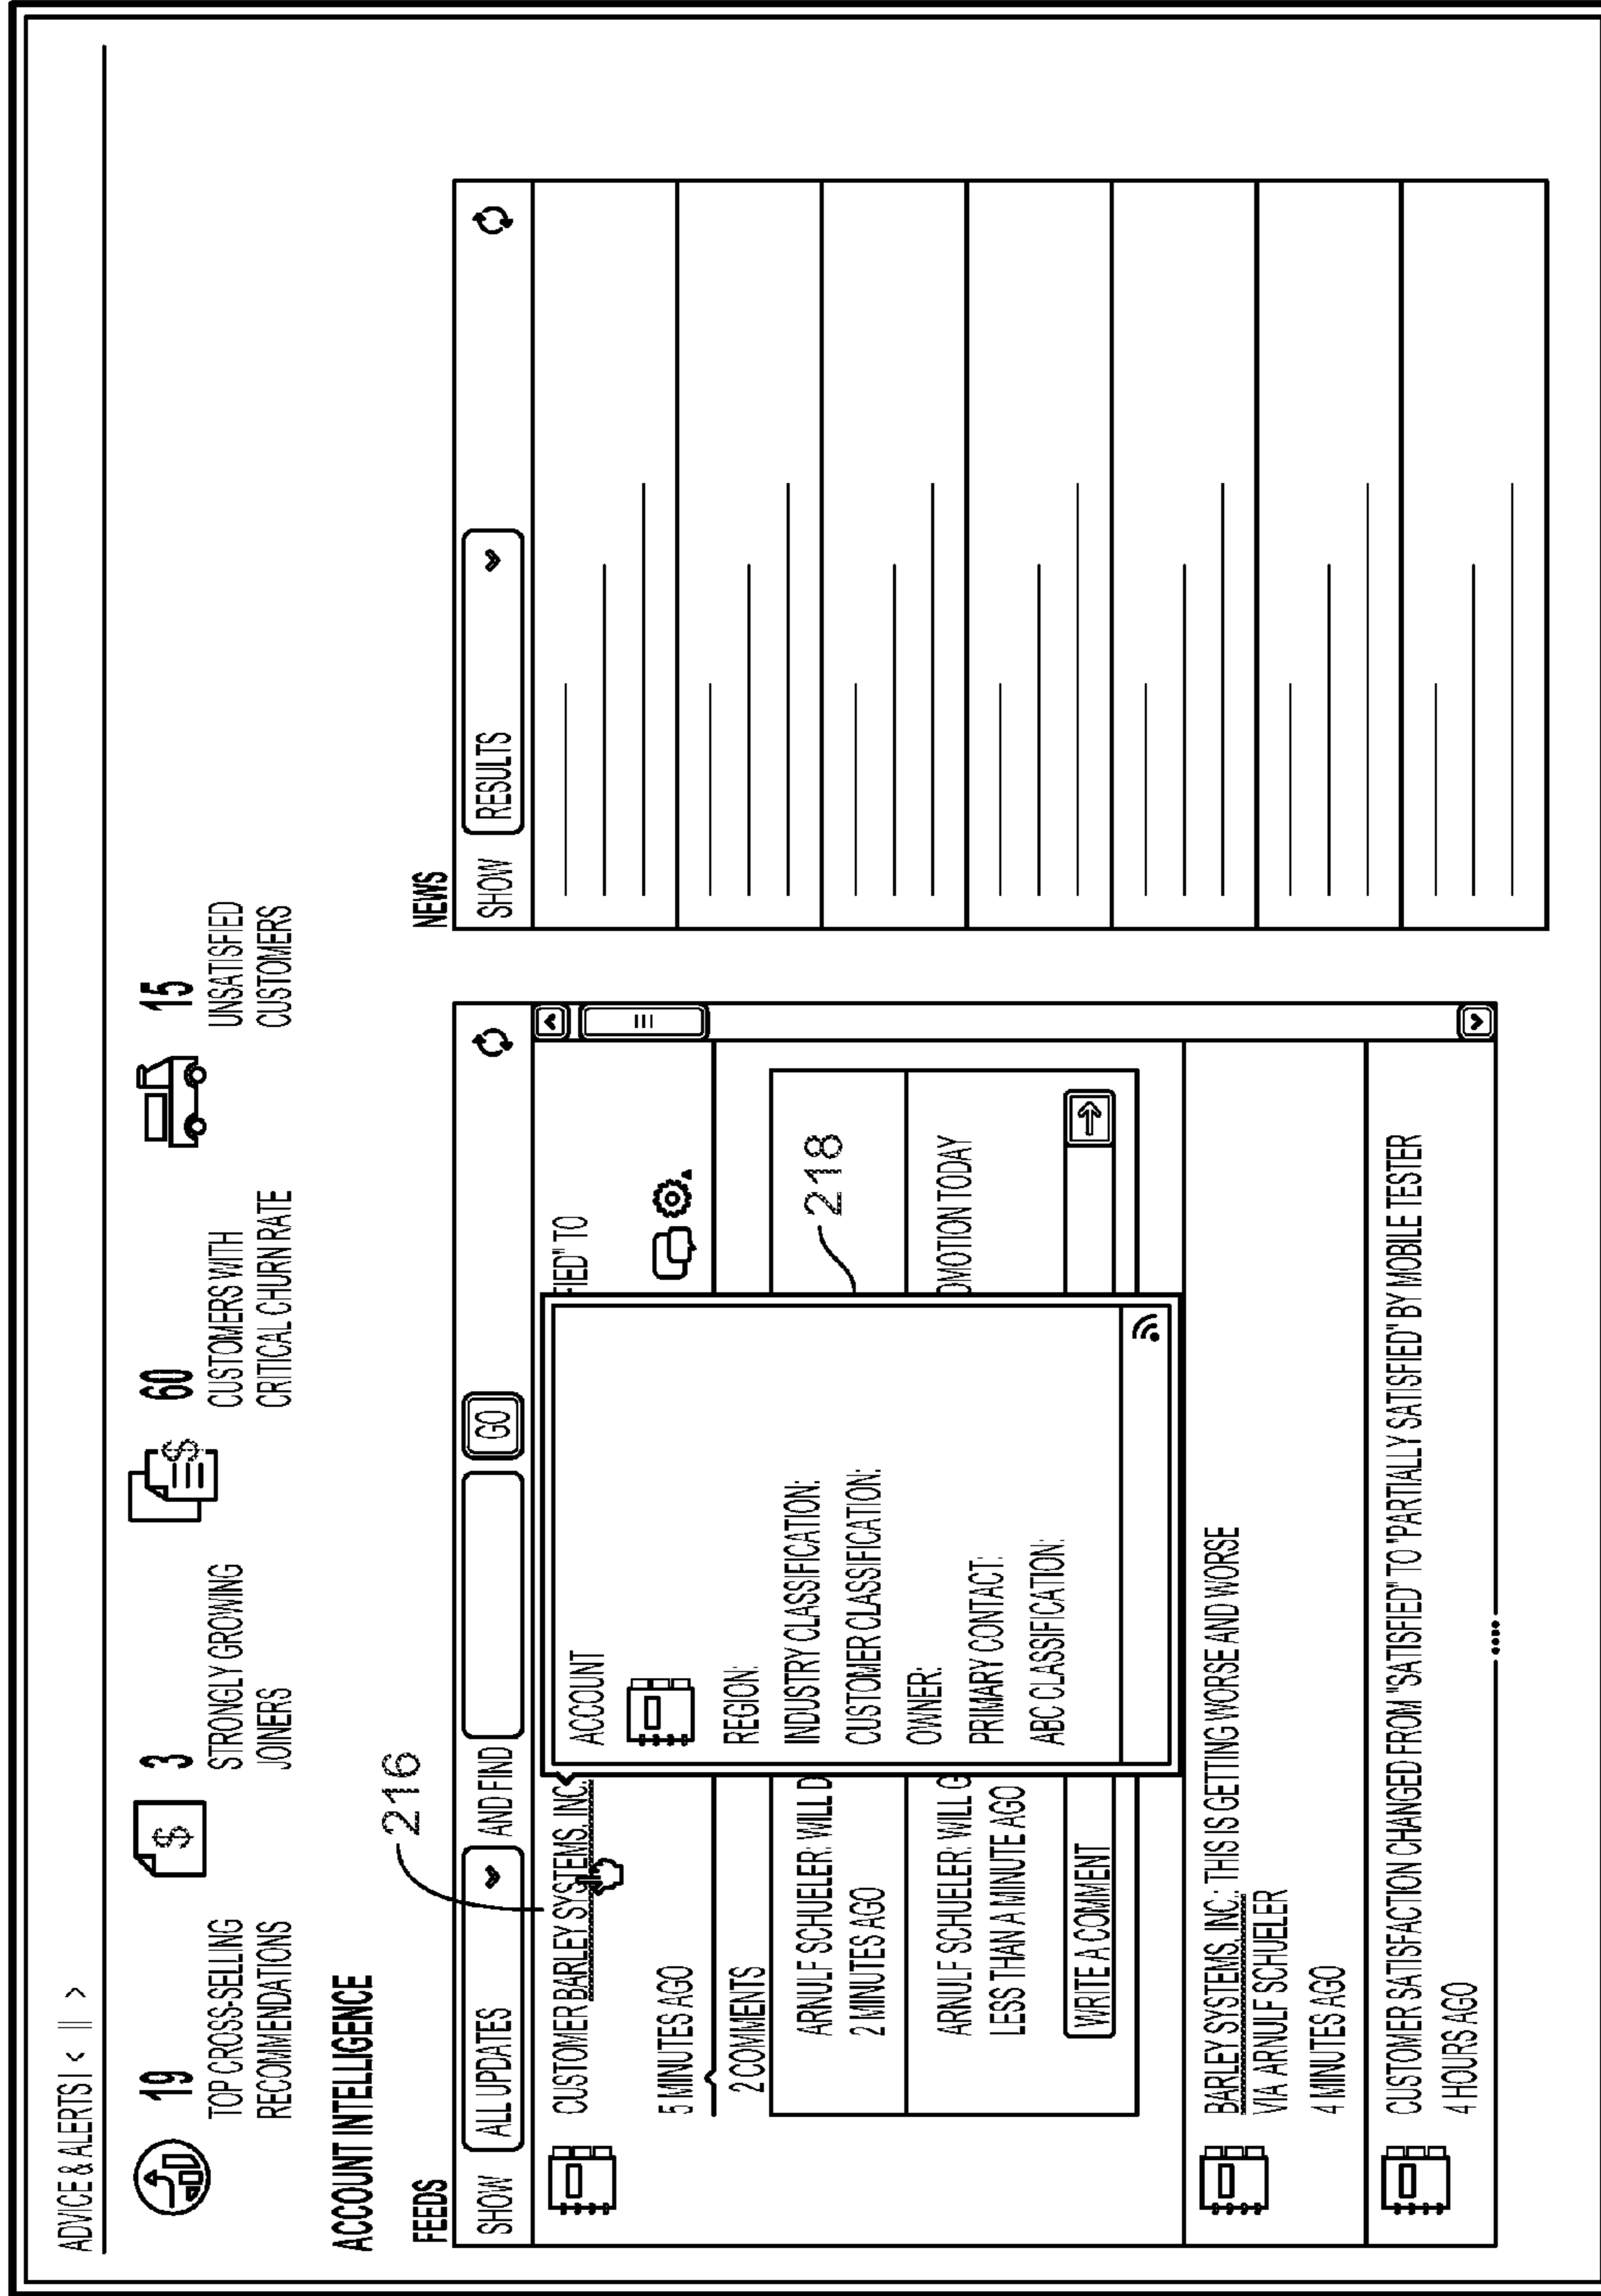 ADVICE & ALERTS | < || >
19
TOP CROSS-SELLING
RECOMMENDATIONS
$
3
STRONGLY GROWING
JOINERS
$
60
CUSTOMERS WITH
CRITICAL CHURN RATE
15
UNSATISFIED
CUSTOMERS
ACCOUNT INTELLIGENCE
FEEDS
SHOW ALL UPDATES AND FIND GO
216
CUSTOMER BARLEY SYSTEMS, INC. FIED" TO
5 MINUTES AGO
2 COMMENTS
ARNULF SCHUELER: WILL D
2 MINUTES AGO
ARNULF SCHUELER: WILL G OMOTION TODAY
LESS THAN A MINUTE AGO
WRITE A COMMENT
ACCOUNT
REGION:
INDUSTRY CLASSIFICATION:
CUSTOMER CLASSIFICATION:
OWNER:
PRIMARY CONTACT:
ABC CLASSIFICATION:
218
BARLEY SYSTEMS, INC.: THIS IS GETTING WORSE AND WORSE
VIA ARNULF SCHUELER
4 MINUTES AGO
CUSTOMER SATISFACTION CHANGED FROM "SATISFIED" TO "PARTIALLY SATISFIED" BY MOBILE TESTER
4 HOURS AGO
NEWS
SHOW RESULTS